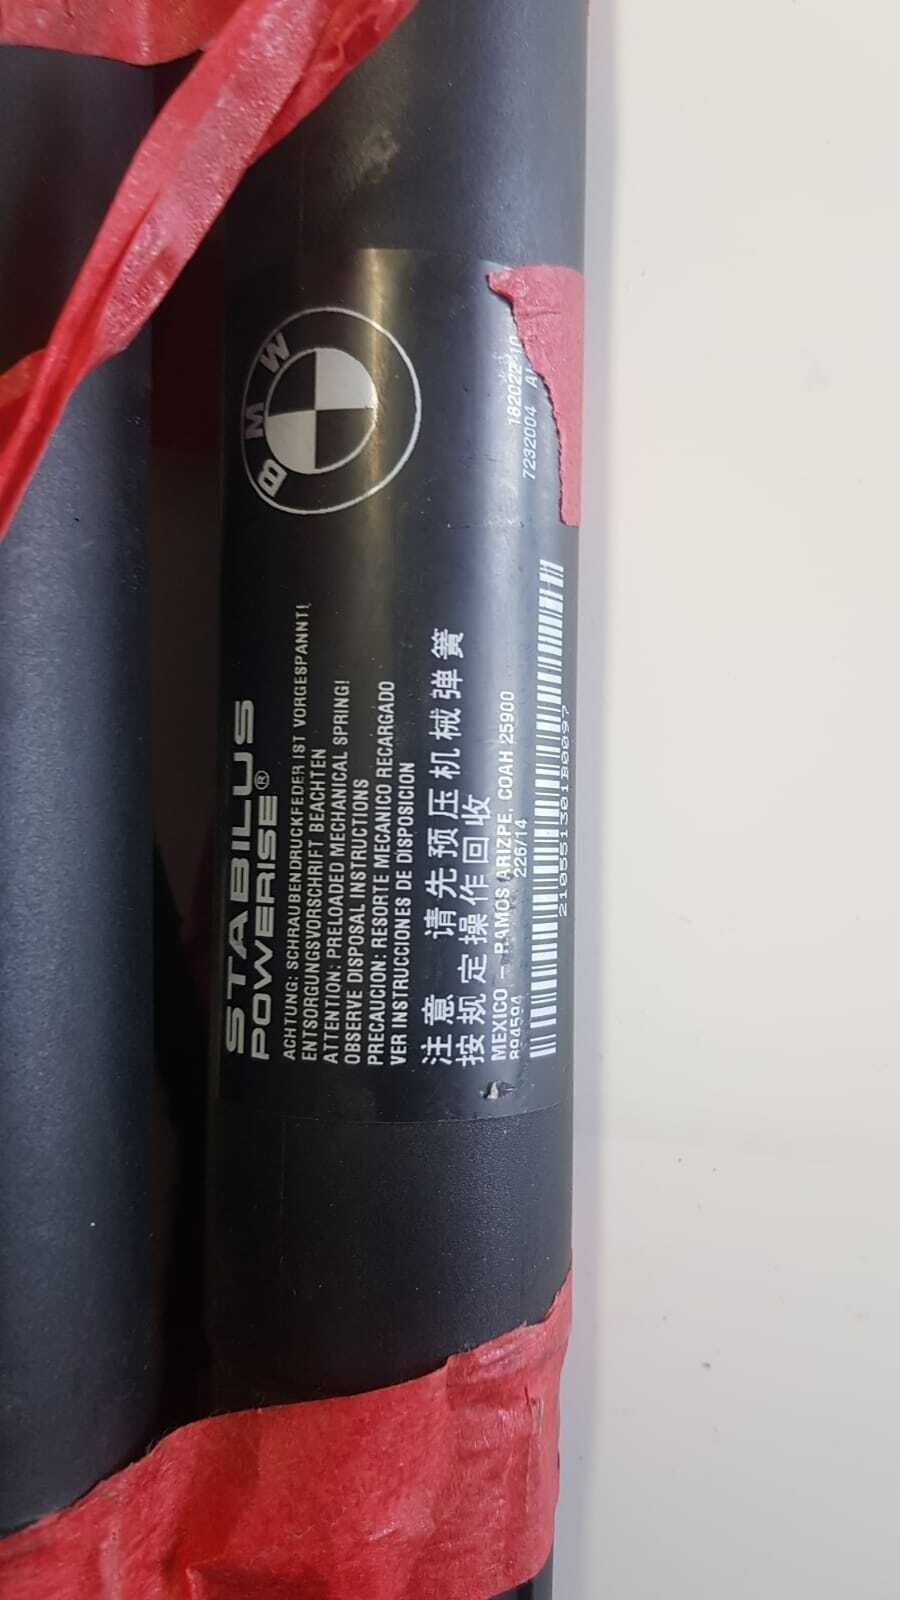 BMW
STABILUS
POWERISE®
ACHTUNG: SCHRAUBENDRUCKFEDER IST VORGESPANNT!
ENTSORGUNGSVORSCHRIFT BEACHTEN
ATTENTION: PRELOADED MECHANICAL SPRING!
OBSERVE DISPOSAL INSTRUCTIONS
PRECAUCION: RESORTE MECANICO RECARGADO
VER INSTRUCCIONES DE DISPOSICION
注意 请先预压机械弹簧
按规定操作回收
MEXICO - RAMOS ARIZPE, COAH 25900
894594 226/14
7232004
210551301B0097